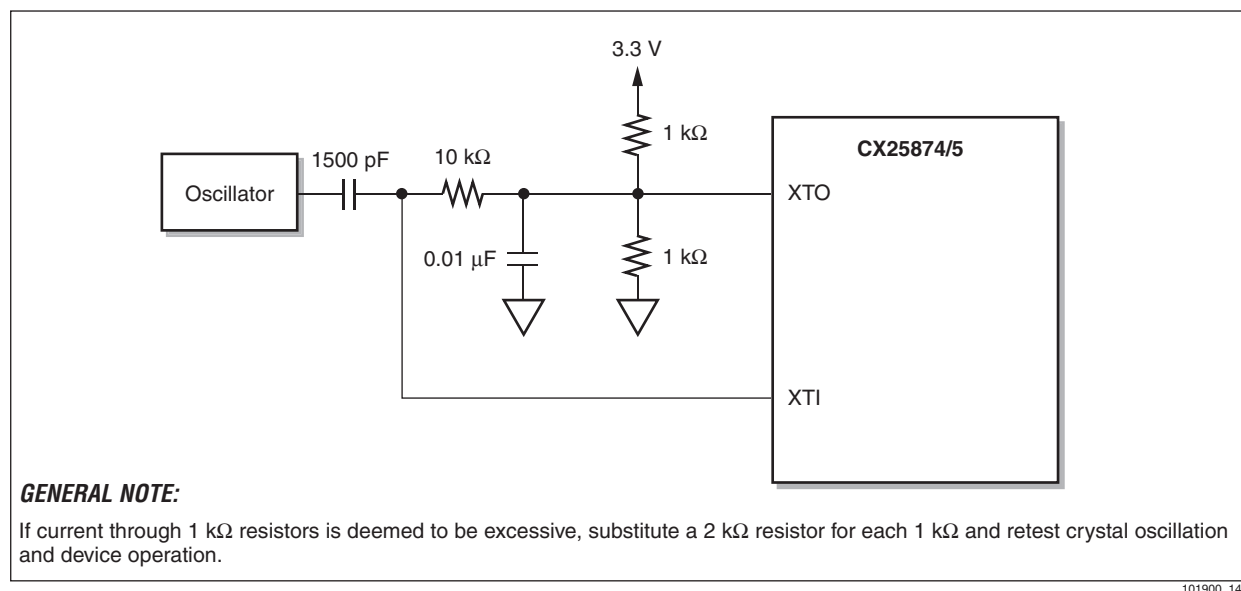 3.3 V
1 kΩ
CX25874/5
1500 pF
10 kΩ
Oscillator
XTO
0.01 μF
1 kΩ
XTI
GENERAL NOTE:
If current through 1 kΩ resistors is deemed to be excessive, substitute a 2 kΩ resistor for each 1 kΩ and retest crystal oscillation
and device operation.